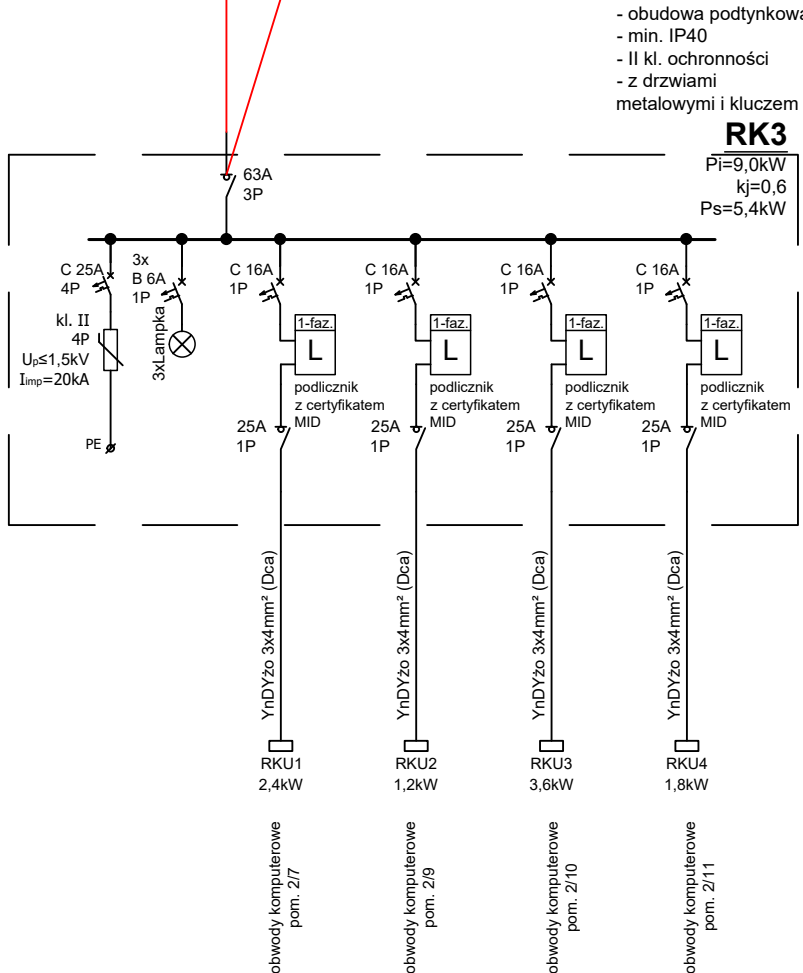 - obudowa podtynkowa
- min. IP40
- II kl. ochronności
- z drzwiami
metalowymi i kluczem
RK3
Pi=9,0kW
kj=0,6
Ps=5,4kW
63A
3P
C 25A
4P
kl. II
4P
Up≤1,5kV
Iimp=20kA
PE
3x
B 6A
1P
3xLampka
C 16A
1P
1-faz.
L
podlicznik
z certyfikatem
MID
25A
1P
C 16A
1P
1-faz.
L
podlicznik
z certyfikatem
MID
25A
1P
C 16A
1P
1-faz.
L
podlicznik
z certyfikatem
MID
25A
1P
C 16A
1P
1-faz.
L
podlicznik
z certyfikatem
MID
25A
1P
YnDYżo 3x4mm² (Dca)
YnDYżo 3x4mm² (Dca)
YnDYżo 3x4mm² (Dca)
YnDYżo 3x4mm² (Dca)
RKU1
2,4kW
RKU2
1,2kW
RKU3
3,6kW
RKU4
1,8kW
obwody komputerowe
pom. 2/7
obwody komputerowe
pom. 2/9
obwody komputerowe
pom. 2/10
obwody komputerowe
pom. 2/11